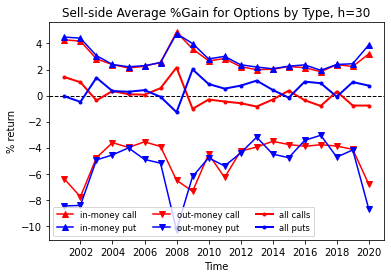 Sell-side Average %Gain for Options by Type, h=30
% return
4
2
0
−2
−4
−6
−8
−10
in-money call
out-money call
all calls
in-money put
out-money put
all puts
2002 2004 2006 2008 2010 2012 2014 2016 2018 2020
Time